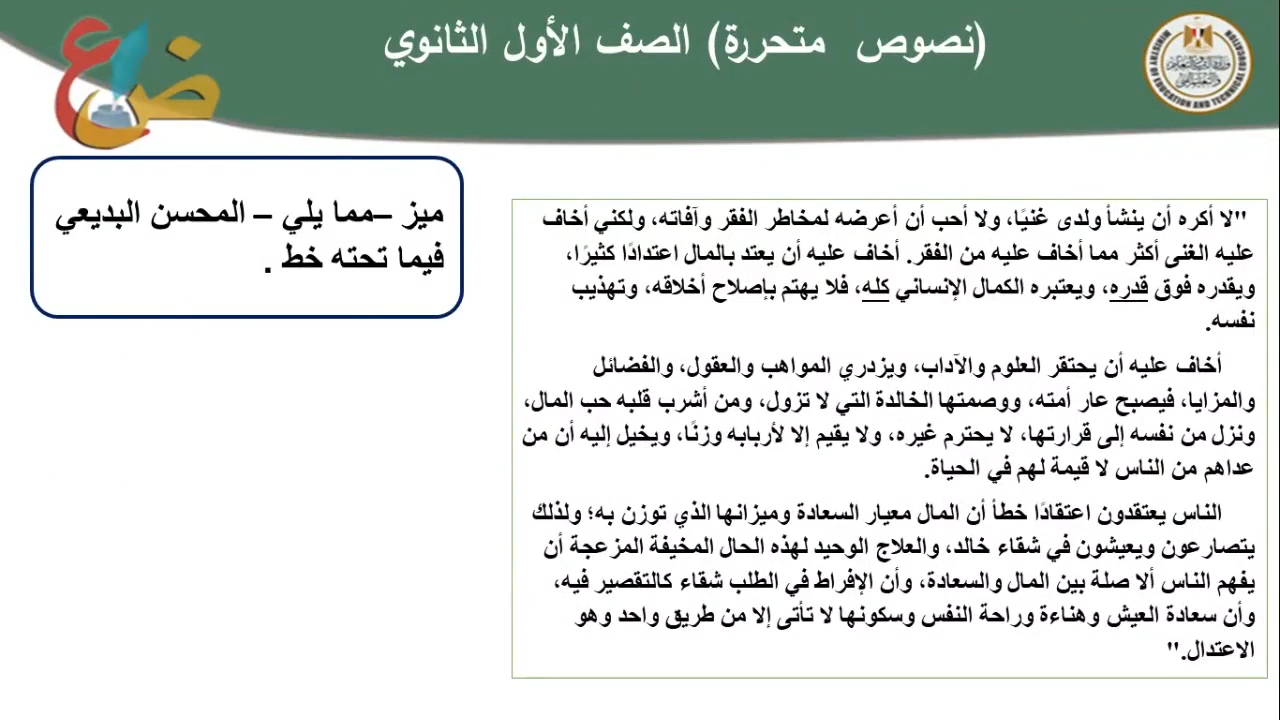 (نصوص متحررة) الصف الأول الثانوي
ميز –مما يلي – المحسن البديعي
فيما تحته خط .
"لا أكره أن ينشأ ولدى غنيًا، ولا أحب أن أعرضه لمخاطر الفقر وآفاته، ولكني أخاف
عليه الغنى أكثر مما أخاف عليه من الفقر. أخاف عليه أن يعتد بالمال اعتدادًا كثيرًا،
ويقدره فوق قدره، ويعتبره الكمال الإنساني كله، فلا يهتم بإصلاح أخلاقه، وتهذيب
نفسه.
أخاف عليه أن يحتقر العلوم والآداب، ويزدري المواهب والعقول، والفضائل
والمزايا، فيصبح عار أمته، ووصمتها الخالدة التي لا تزول، ومن أشرب قلبه حب المال،
ونزل من نفسه إلى قرارتها، لا يحترم غيره، ولا يقيم إلا لأربابه وزنًا، ويخيل إليه أن من
عداهم من الناس لا قيمة لهم في الحياة.
الناس يعتقدون اعتقادًا خطأ أن المال معيار السعادة وميزانها الذي توزن به؛ ولذلك
يتصارعون ويعيشون في شقاء خالد، والعلاج الوحيد لهذه الحال المخيفة المزعجة أن
يفهم الناس ألا صلة بين المال والسعادة، وأن الإفراط في الطلب شقاء كالتقصير فيه،
وأن سعادة العيش وهناءة وراحة النفس وسكونها لا تأتى إلا من طريق واحد وهو
الاعتدال."